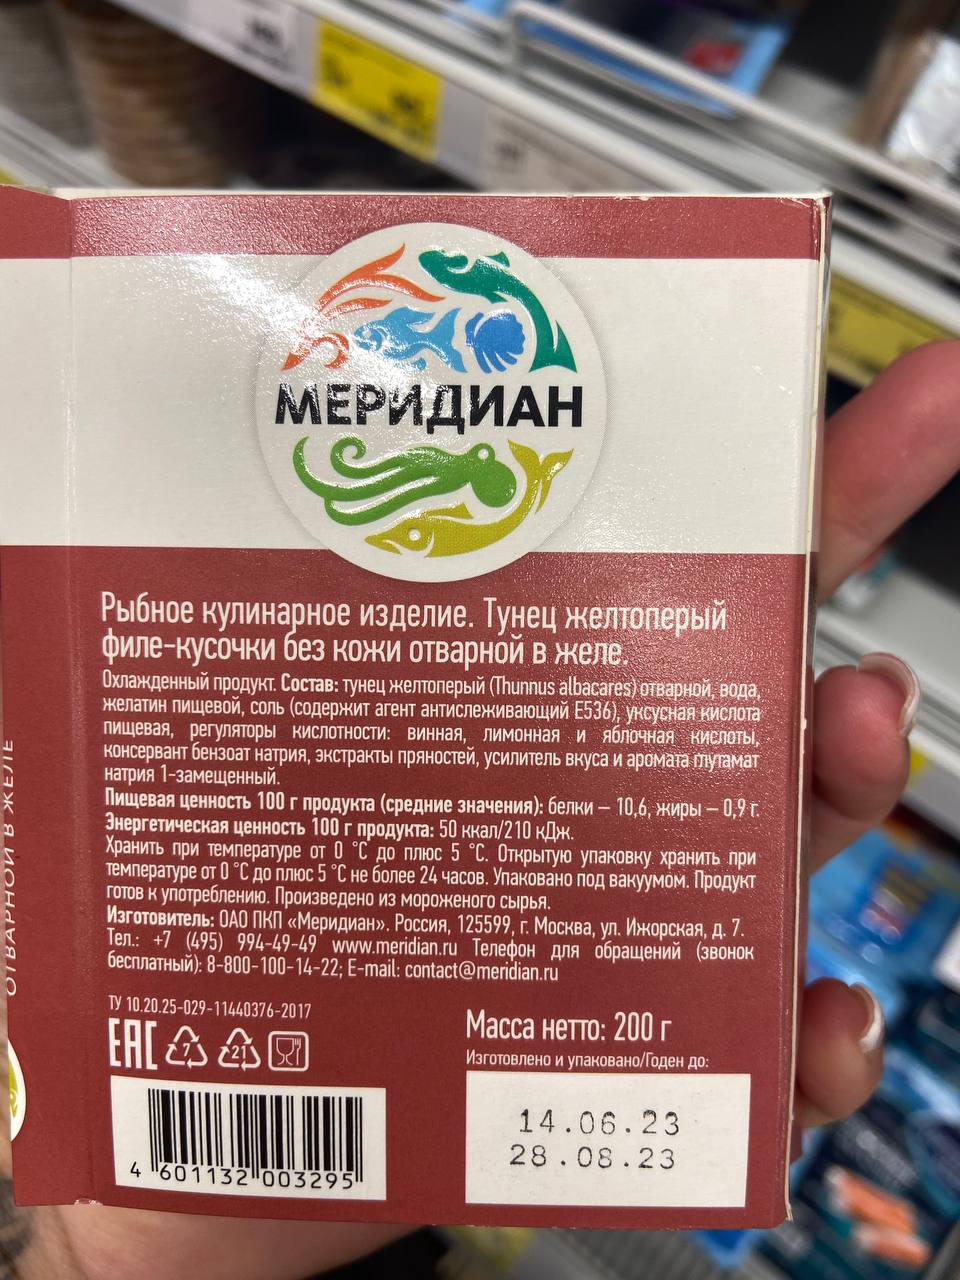 МЕРИДИАН
Рыбное кулинарное изделие. Тунец желтоперый
филе-кусочки без кожи отварной в желе.
Охлажденный продукт. Состав: тунец желтоперый (Thunnus albacares) отварной, вода,
желатин пищевой, соль (содержит агент антислеживающий Е536), уксусная кислота
пищевая, регуляторы кислотности: винная, лимонная и яблочная кислоты,
консервант бензоат натрия, экстракты пряностей, усилитель вкуса и аромата глутамат
натрия 1-замещенный.
Пищевая ценность 100 г продукта (средние значения): белки – 10,6, жиры – 0,9 г.
Энергетическая ценность 100 г продукта: 50 ккал/210 кДж.
Хранить при температуре от 0 °C до плюс 5 °C. Открытую упаковку хранить при
температуре от 0 °C до плюс 5 °C не более 24 часов. Упаковано под вакуумом. Продукт
готов к употреблению. Произведено из мороженого сырья.
Изготовитель: ОАО ПКП «Меридиан». Россия, 125599, г. Москва, ул. Ижорская, д. 7.
Тел.: +7 (495) 994-49-49 www.meridian.ru Телефон для обращений (звонок
бесплатный): 8-800-100-14-22; E-mail: contact@meridian.ru
ТУ 10.20.25-029-11440376-2017
EAC 7 21
Масса нетто: 200 г
Изготовлено и упаковано/Годен до:
14.06.23
28.08.23
4 601132 003295
ОТВАРНОЙ В ЖЕЛЕ